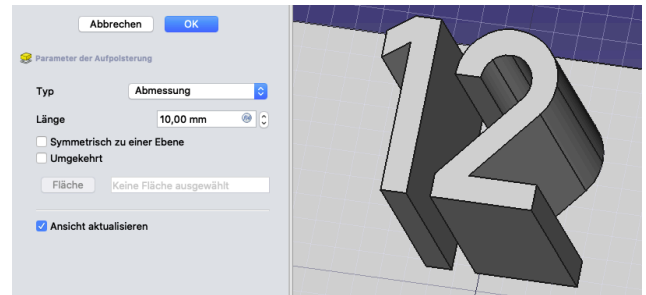 Abbrechen OK
Parameter der Aufpolsterung
Typ Abmessung
Länge 10,00 mm
Symmetrisch zu einer Ebene
Umgekehrt
Fläche Keine Fläche ausgewählt
Ansicht aktualisieren
12